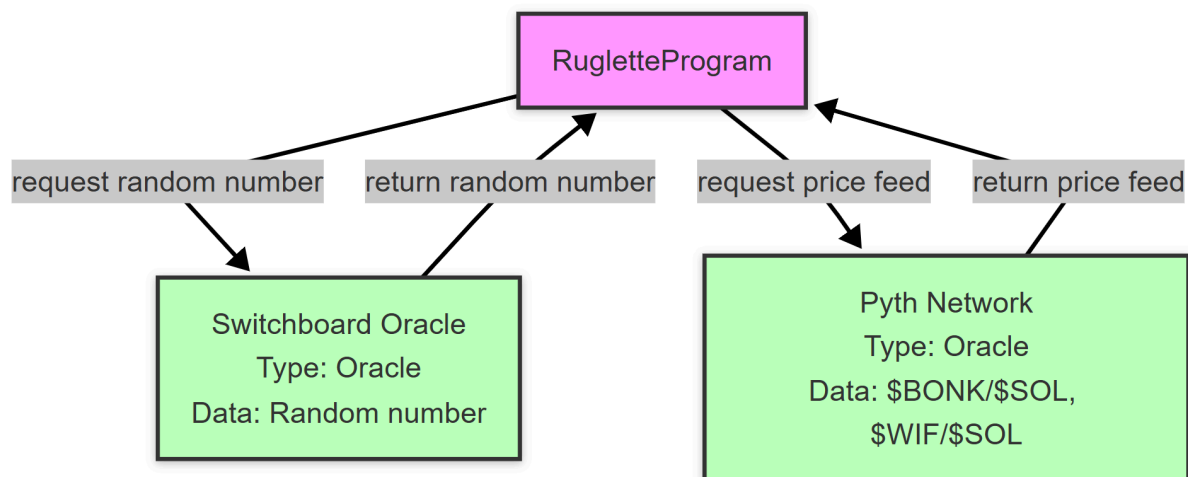 RugletteProgram
request random number
return random number
request price feed
return price feed
Switchboard Oracle
Type: Oracle
Data: Random number
Pyth Network
Type: Oracle
Data: $BONK/$SOL,
$WIF/$SOL